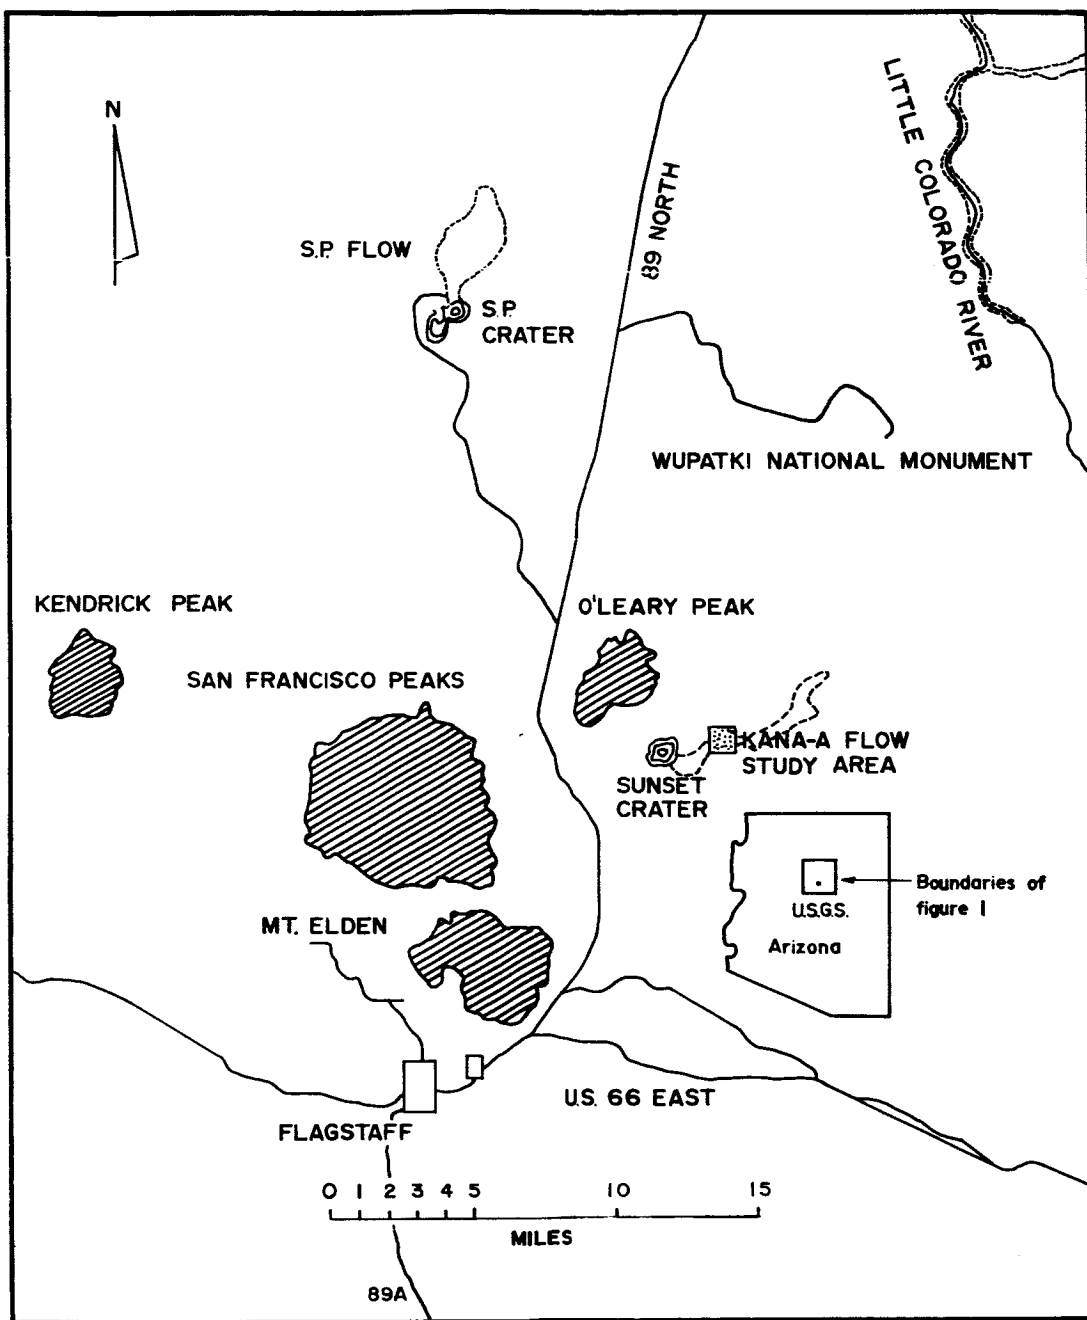 N
LITTLE COLORADO RIVER
89 NORTH
S.P. FLOW
S.P.
CRATER
WUPATKI NATIONAL MONUMENT
KENDRICK PEAK
O'LEARY PEAK
SAN FRANCISCO PEAKS
KANA-A FLOW
STUDY AREA
SUNSET
CRATER
Boundaries of
figure 1
U.S.G.S.
Arizona
MT. ELDEN
U.S. 66 EAST
FLAGSTAFF
0 1 2 3 4 5 10 15
MILES
89A